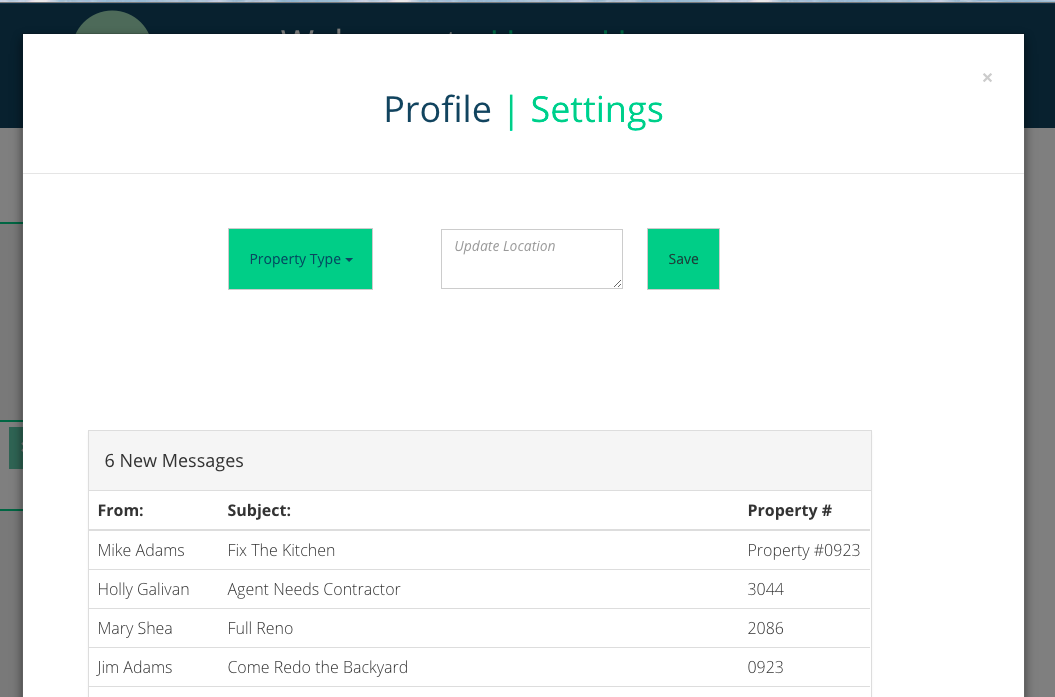 ×
Profile | Settings
Property Type
Update Location
Save
6 New Messages
From: Subject: Property #
Mike Adams Fix The Kitchen Property #0923
Holly Galivan Agent Needs Contractor 3044
Mary Shea Full Reno 2086
Jim Adams Come Redo the Backyard 0923